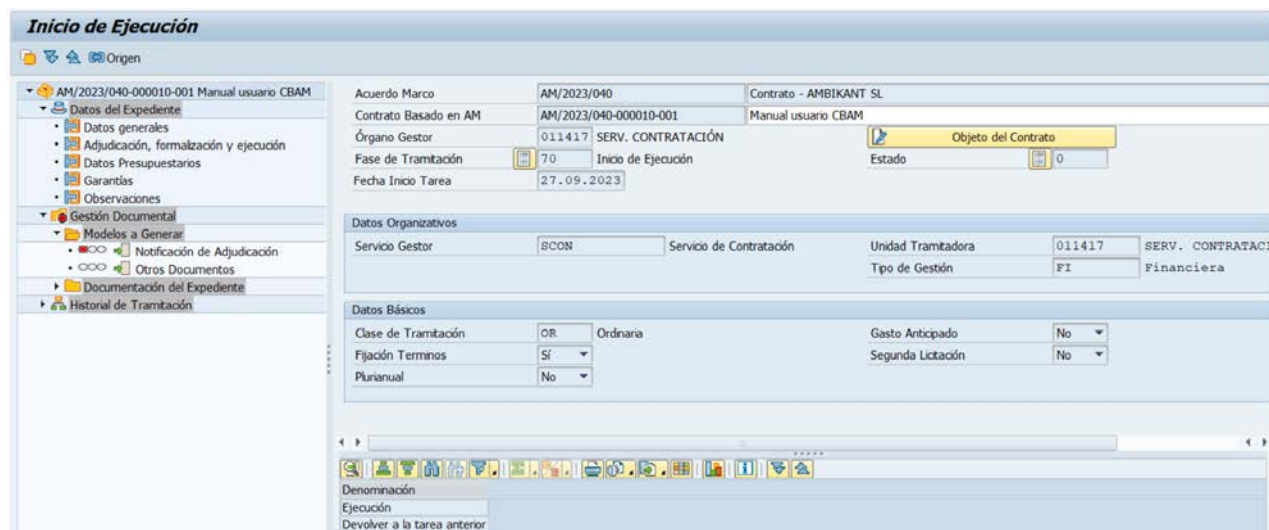 Inicio de Ejecución
Origen
AM/2023/040-000010-001 Manual usuario CBAM
Datos del Expediente
Datos generales
Adjudicación, formalización y ejecución
Datos Presupuestarios
Garantías
Observaciones
Gestión Documental
Modelos a Generar
Notificación de Adjudicación
Otros Documentos
Documentación del Expediente
Historial de Tramitación
Acuerdo Marco AM/2023/040 Contrato - AMBIKANT SL
Contrato Basado en AM AM/2023/040-000010-001 Manual usuario CBAM
Órgano Gestor 011417 SERV. CONTRATACIÓN Objeto del Contrato
Fase de Tramitación 70 Inicio de Ejecución Estado 0
Fecha Inicio Tarea 27.09.2023
Datos Organizativos
Servicio Gestor SCON Servicio de Contratación Unidad Tramitadora 011417 SERV. CONTRATACI
Tipo de Gestión FI Financiera
Datos Básicos
Clase de Tramitación OR Ordinaria Gasto Anticipado No
Fijación Terminos Sí Segunda Licitación No
Plurianual No
Denominación
Ejecución
Devolver a la tarea anterior